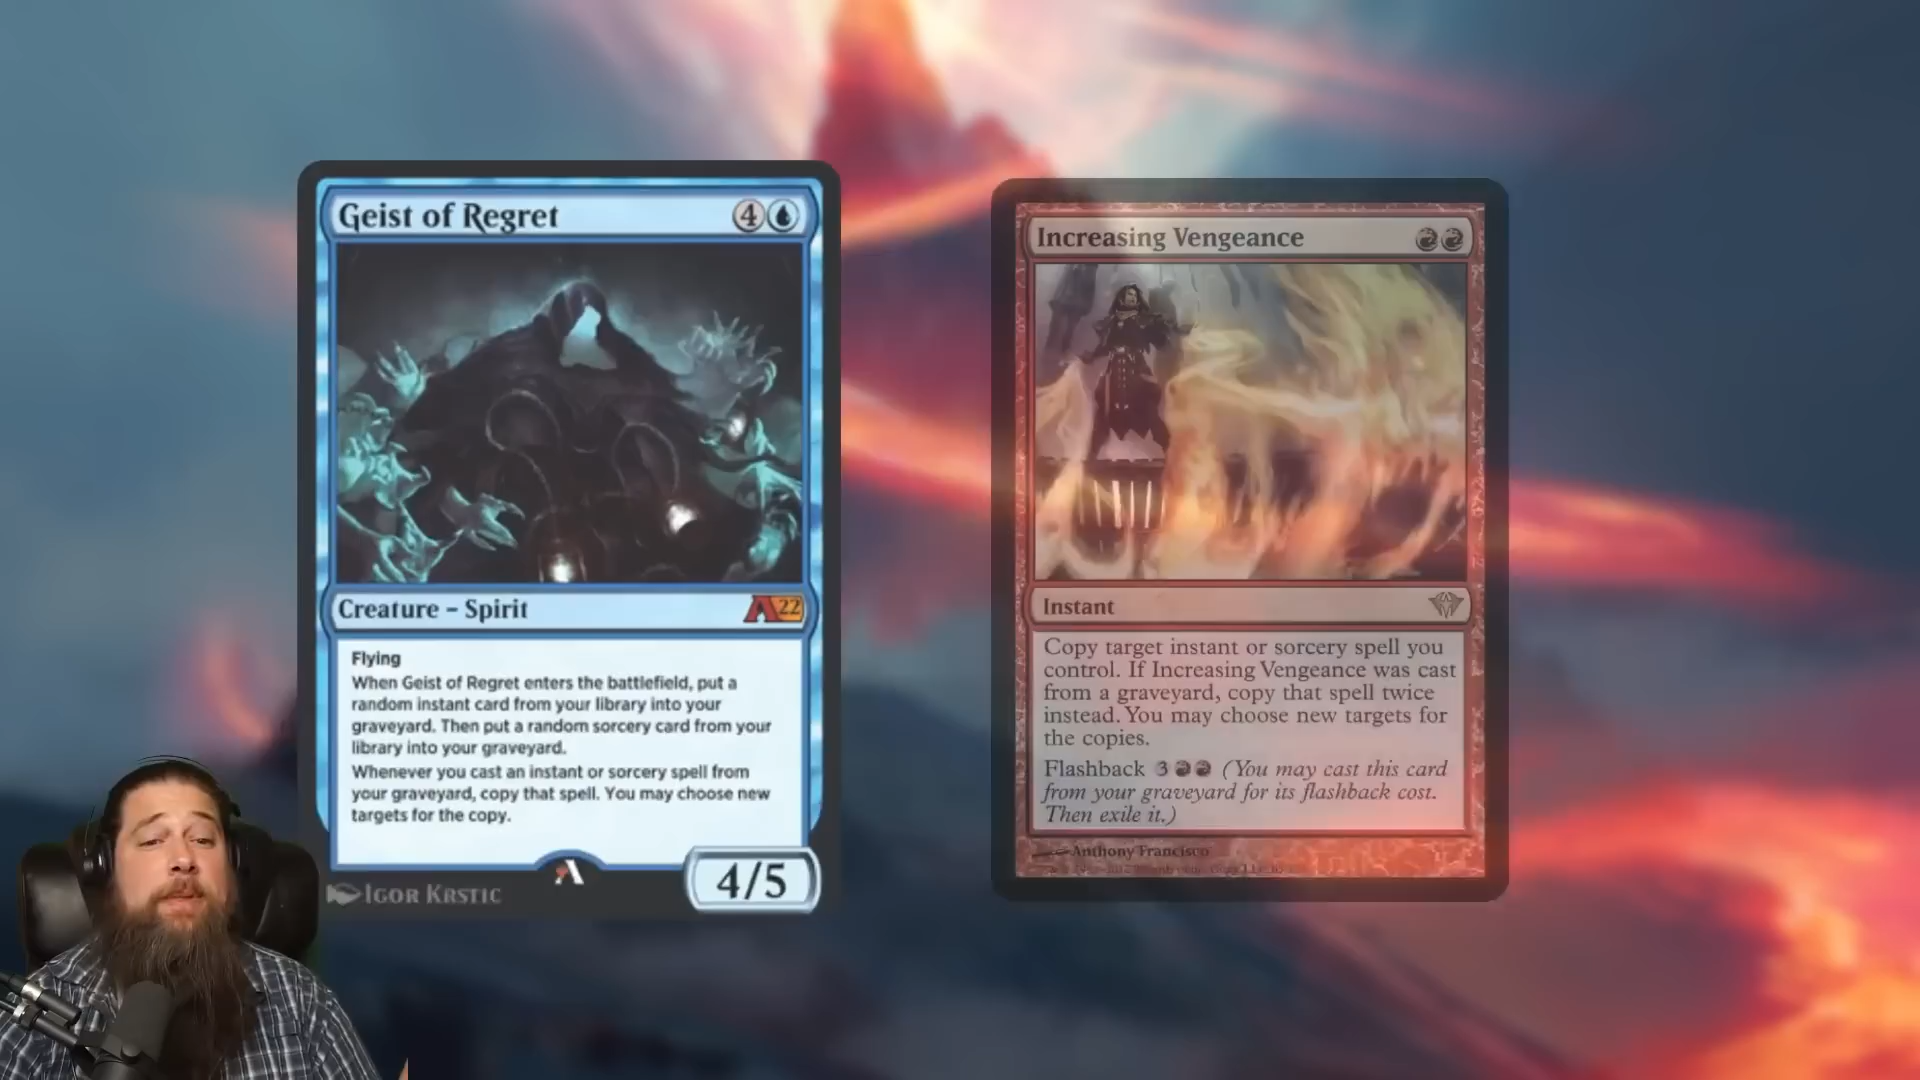 Geist of Regret 4
Creature – Spirit
A22
Flying
When Geist of Regret enters the battlefield, put a
random instant card from your library into your
graveyard. Then put a random sorcery card from your
library into your graveyard.
Whenever you cast an instant or sorcery spell from
your graveyard, copy that spell. You may choose new
targets for the copy.
Igor Krstic
4/5
Increasing Vengeance
Instant
Copy target instant or sorcery spell you
control. If Increasing Vengeance was cast
from a graveyard, copy that spell twice
instead. You may choose new targets for
the copies.
Flashback 3 (You may cast this card
from your graveyard for its flashback cost.
Then exile it.)
Anthony Francisco